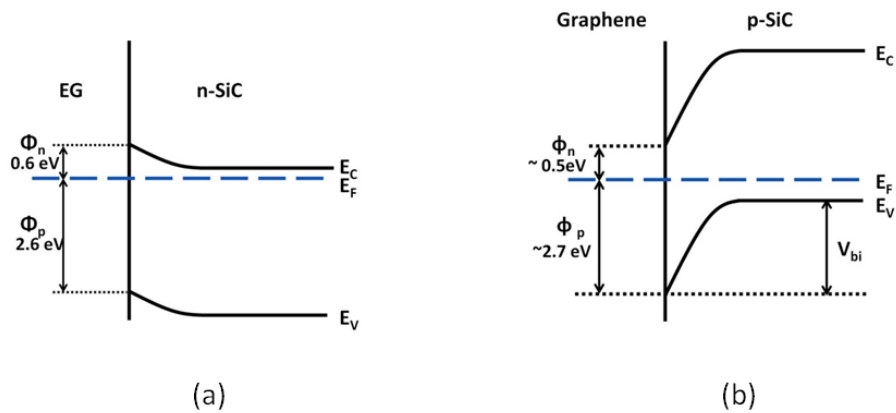 EG
n-SiC
Φn
0.6 eV
EC
EF
Φp
2.6 eV
EV
(a)
Graphene
p-SiC
EC
ϕn
~ 0.5eV
EF
EV
ϕp
~2.7 eV
Vbi
(b)